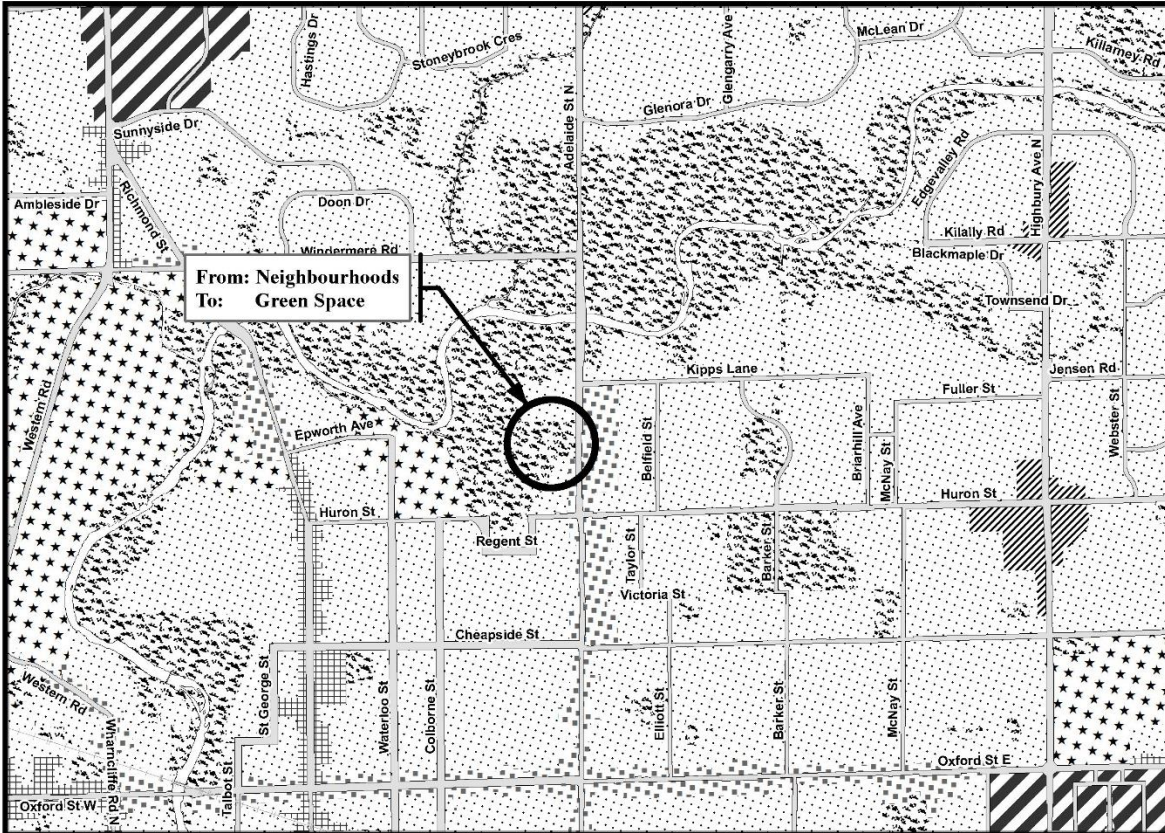 Hastings Dr
Stoneybrook Cres
Adelaide St N
Glengarry Ave
McLean Dr
Killarney Rd
Glenora Dr
Sunnyside Dr
Richmond St
Edgevalley Rd
Highbury Ave N
Ambleside Dr
Doon Dr
Windermere Rd
Kilally Rd
Blackmaple Dr
From: Neighbourhoods
To: Green Space
Townsend Dr
Western Rd
Kipps Lane
Jensen Rd
Fuller St
Epworth Ave
Belfield St
Briarhill Ave
McNay St
Webster St
Huron St
Huron St
Regent St
Taylor St
Barker St
Victoria St
Cheapside St
Western Rd
Wharncliffe Rd N
St George St
Talbot St
Waterloo St
Colborne St
Elliott St
Barker St
McNay St
Oxford St E
Oxford St W